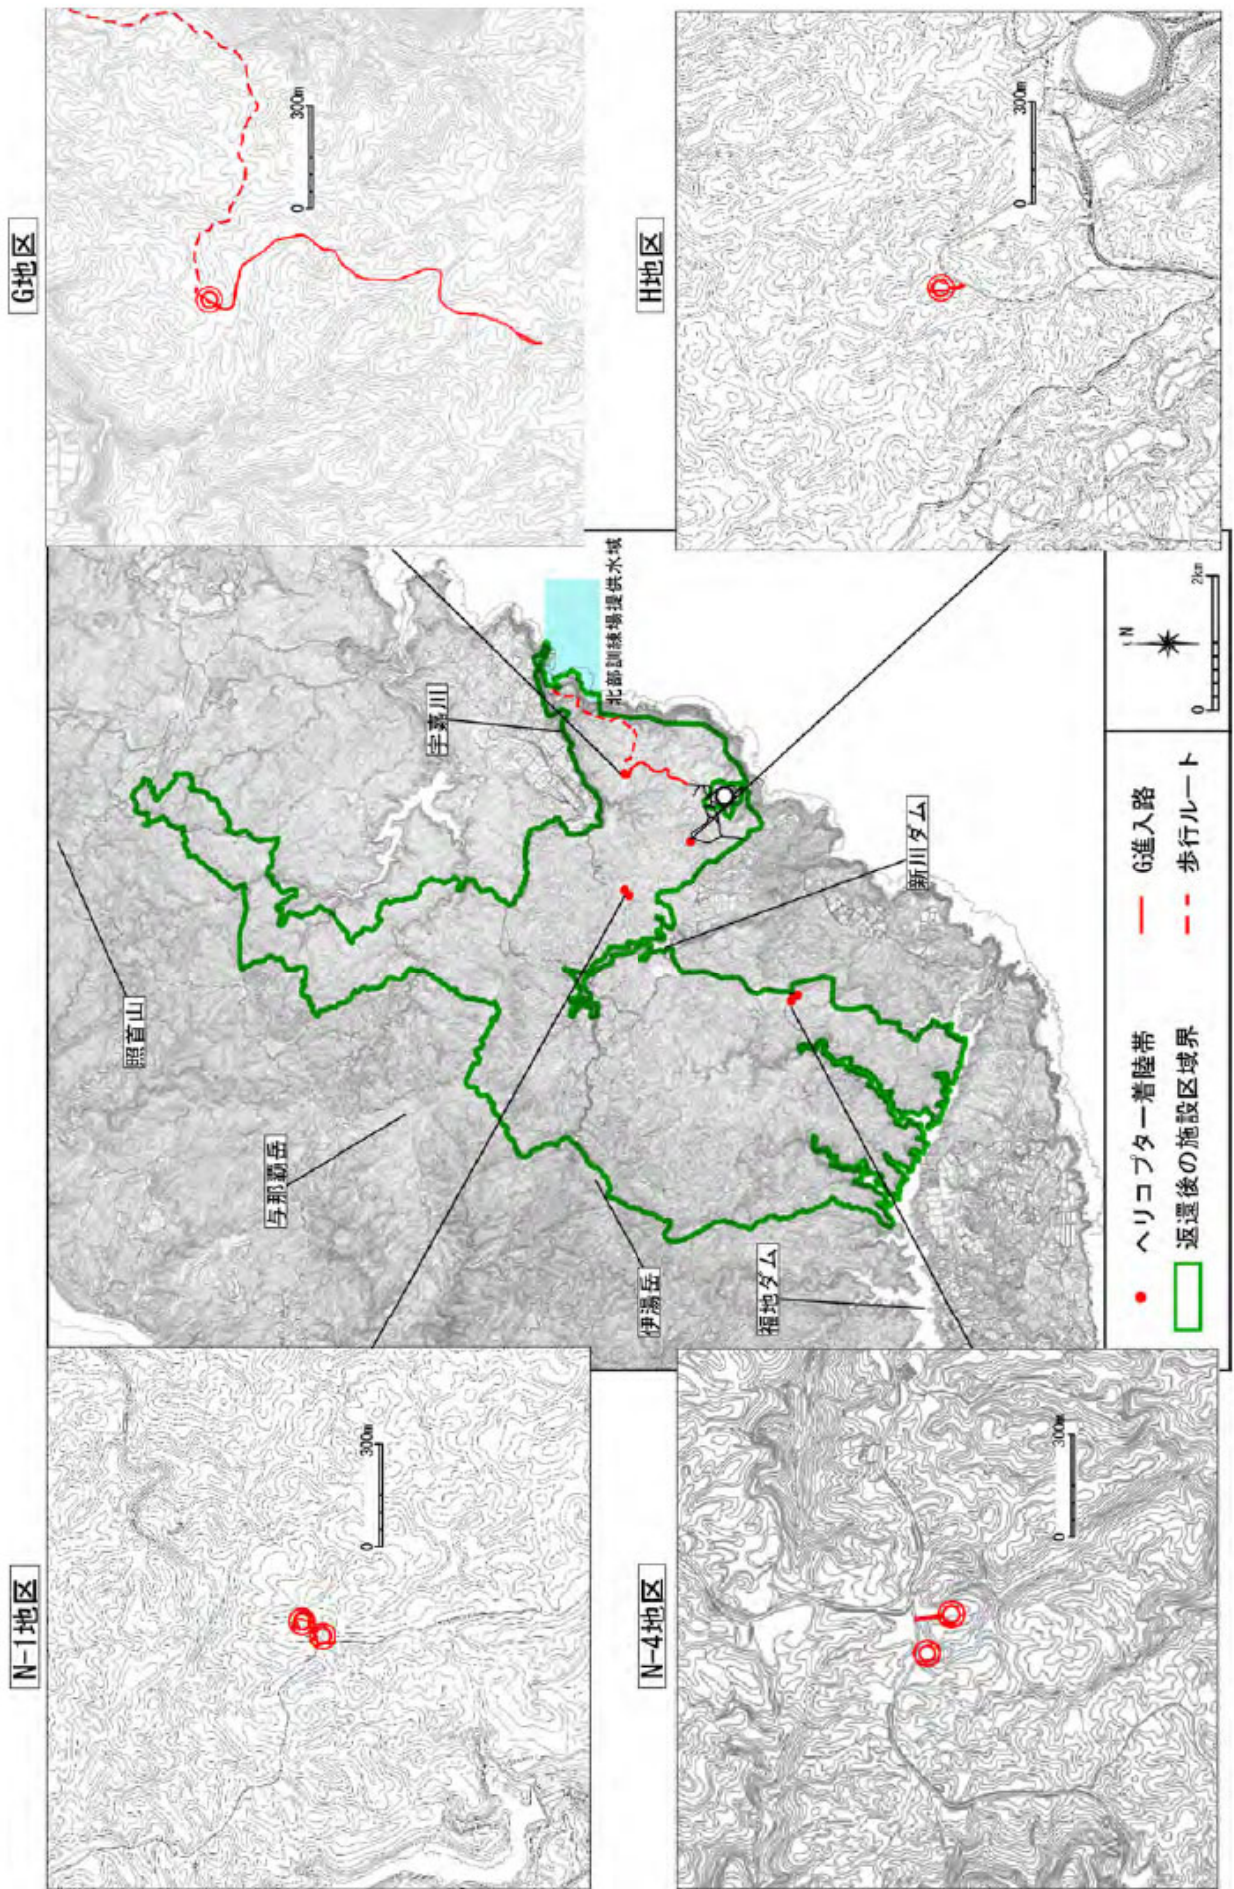 N-1地区
0 300m
G地区
0 300m
照首山
与那覇岳
宇嘉川
北部訓練場提供水域
伊湯岳
新川ダム
福地ダム
N-4地区
0 300m
H地区
0 300m
ヘリコプター着陸帯
G進入路
返還後の施設区域界
歩行ルート
N
0 2km